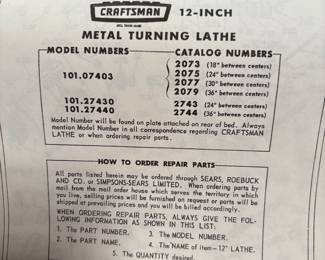 CRAFTSMAN 12-INCH
METAL TURNING LATHE
MODEL NUMBERS CATALOG NUMBERS
101.07403
2073 (18" between centers)
2075 (24" between centers)
2077 (30" between centers)
2079 (36" between centers)
101.27430 2743 (24" between centers)
101.27440 2744 (36" between centers)
Model Number will be found on plate attached on rear of bed. Always
mention Model Number in all correspondence regarding CRAFTSMAN
LATHE or when ordering repair parts.
HOW TO ORDER REPAIR PARTS
All parts listed herein may be ordered through SEARS, ROEBUCK
AND CO. or SIMPSONS-SEARS LIMITED. When ordering parts by
mail from the mail order house which serves the territory in which
you live, selling prices will be furnished on request or parts will be
shipped at prevailing prices and you will be billed accordingly.
WHEN ORDERING REPAIR PARTS, ALWAYS GIVE THE FOL-
LOWING INFORMATION AS SHOWN IN THIS LIST:
1. The PART NUMBER. 3. The MODEL NUMBER.
2. The PART NAME. 4. The NAME of item—12" LATHE.
5. The QUANTITY desired.